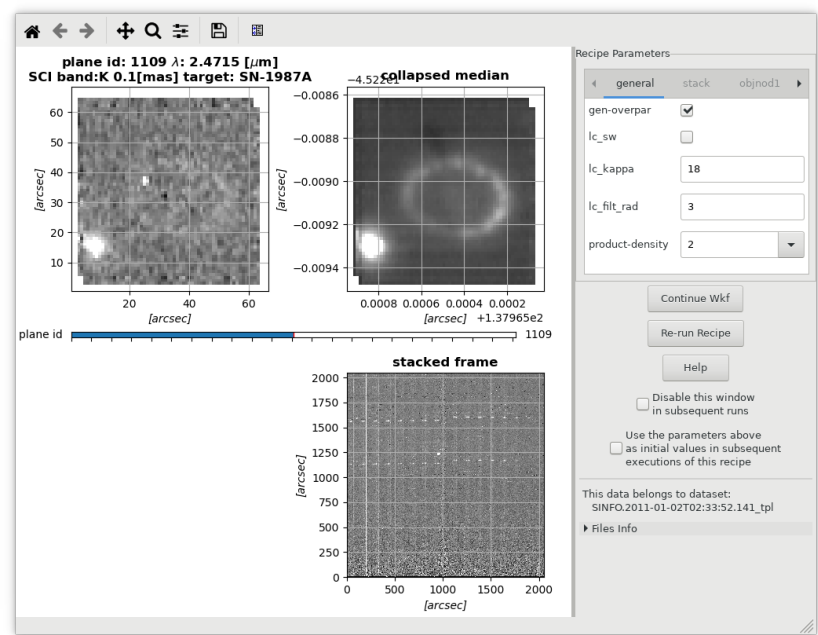 plane id: 1109 λ: 2.4715 [μm]
SCI band:K 0.1[mas] target: SN-1987A
60
50
40
30
20
10
[arcsec]
20 40 60
[arcsec]
−4.522e1
collapsed median
−0.0086
−0.0088
−0.0090
−0.0092
−0.0094
[arcsec]
0.0008 0.0006 0.0004 0.0002
[arcsec] +1.37965e2
plane id 1109
stacked frame
2000
1750
1500
1250
1000
750
500
250
0
[arcsec]
0 500 1000 1500 2000
[arcsec]
Recipe Parameters
general stack objnod1
gen-overpar
lc_sw
lc_kappa 18
lc_filt_rad 3
product-density 2
Continue Wkf
Re-run Recipe
Help
Disable this window
in subsequent runs
Use the parameters above
as initial values in subsequent
executions of this recipe
This data belongs to dataset:
SINFO.2011-01-02T02:33:52.141_tpl
Files Info